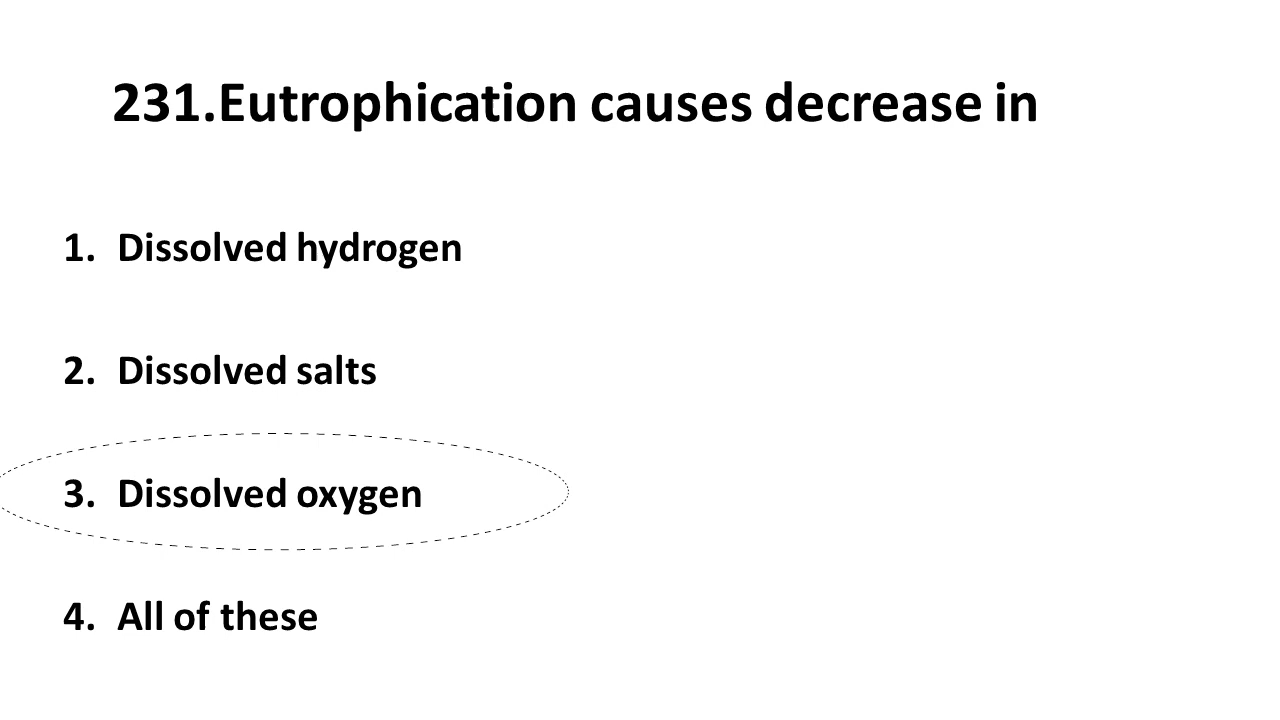 231.Eutrophication causes decrease in
1. Dissolved hydrogen
2. Dissolved salts
3. Dissolved oxygen
4. All of these